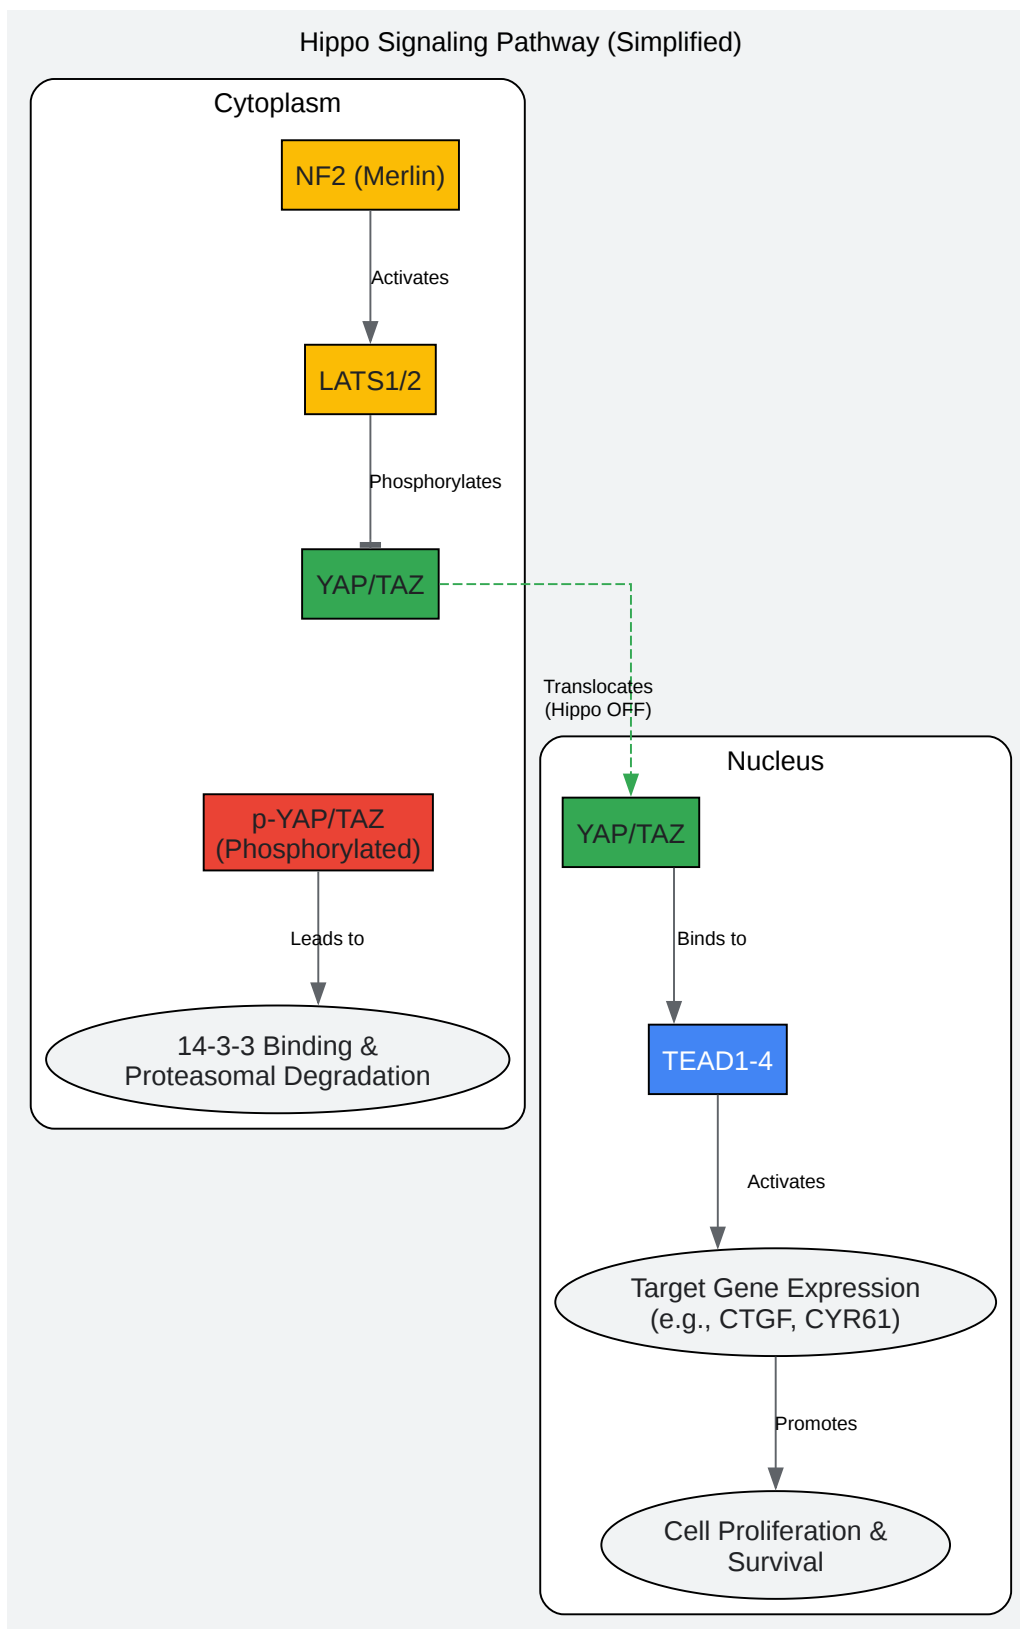 Hippo Signaling Pathway (Simplified)
Cytoplasm
NF2 (Merlin)
Activates
LATS1/2
Phosphorylates
YAP/TAZ
Translocates
(Hippo OFF)
Nucleus
p-YAP/TAZ
(Phosphorylated)
YAP/TAZ
Leads to
Binds to
14-3-3 Binding &
Proteasomal Degradation
TEAD1-4
Activates
Target Gene Expression
(e.g., CTGF, CYR61)
Promotes
Cell Proliferation &
Survival